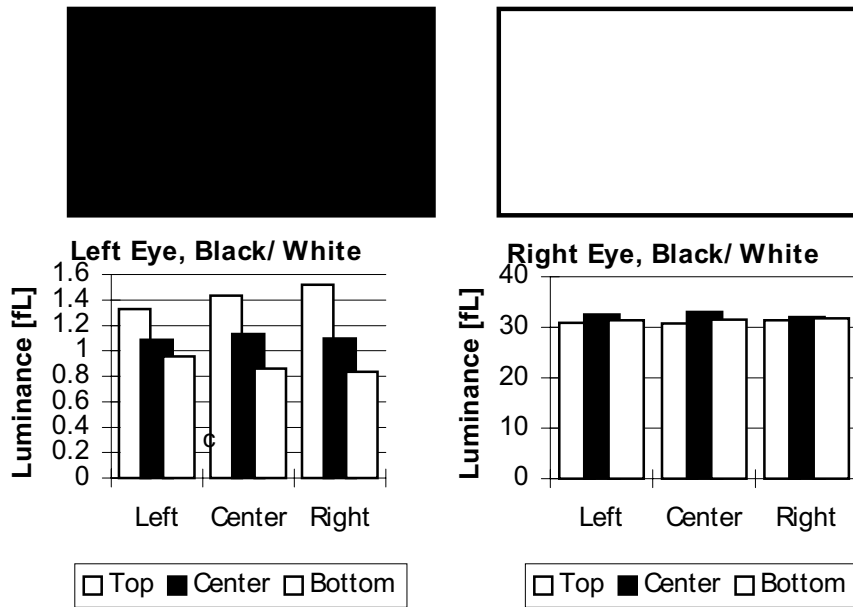 Left Eye, Black/ White
Luminance [fL]
1.6
1.4
1.2
1
0.8
0.6
0.4
0.2
0
c
Left Center Right
Top Center Bottom
Right Eye, Black/ White
Luminance [fL]
40
30
20
10
0
Left Center Right
Top Center Bottom